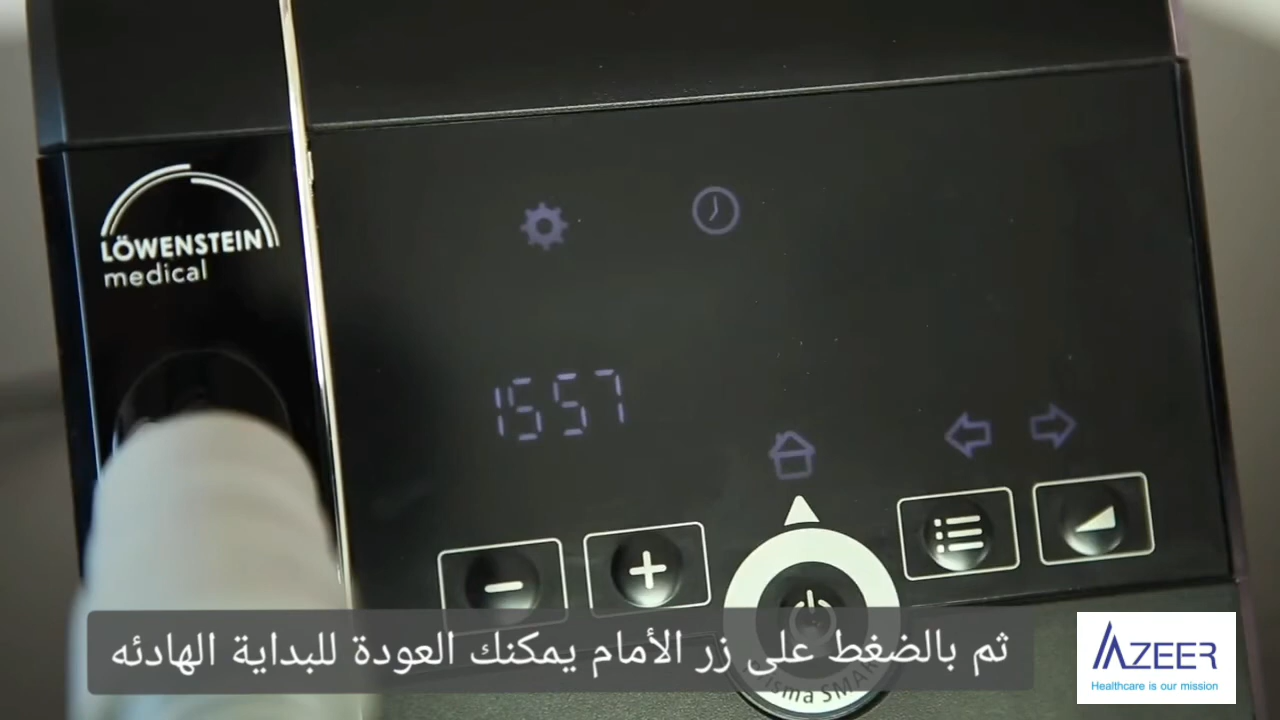 LÖWENSTEIN
medical
1557
ثم بالضغط على زر الأمام يمكنك العودة للبداية الهادئه
AZEER
Healthcare is our mission